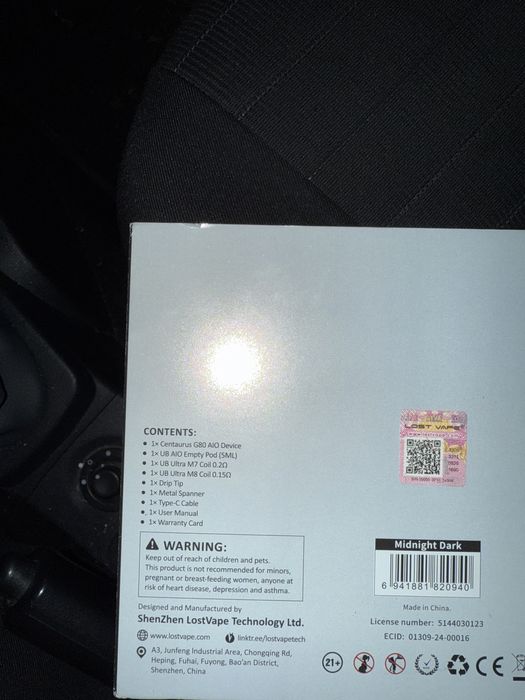 CONTENTS:
• 1× Centaurus G80 AIO Device
• 1× UB AIO Empty Pod (5ML)
• 1× UB Ultra M7 Coil 0.2Ω
• 1× UB Ultra M8 Coil 0.15Ω
• 1× Drip Tip
• 1× Metal Spanner
• 1× Type-C Cable
• 1× User Manual
• 1× Warranty Card
LOST VAPE
WARNING:
Keep out of reach of children and pets.
This product is not recommended for minors,
pregnant or breast-feeding women, anyone at
risk of heart disease, depression and asthma.
Midnight Dark
6 941881 820940
Designed and Manufactured by
ShenZhen LostVape Technology Ltd.
www.lostvape.com linktr.ee/lostvapetech
A3, Junfeng Industrial Area, Chongqing Rd,
Heping, Fuhai, Fuyong, Bao'an District,
Shenzhen, China
Made in China.
License number: 5144030123
ECID: 01309-24-00016
21+
CE